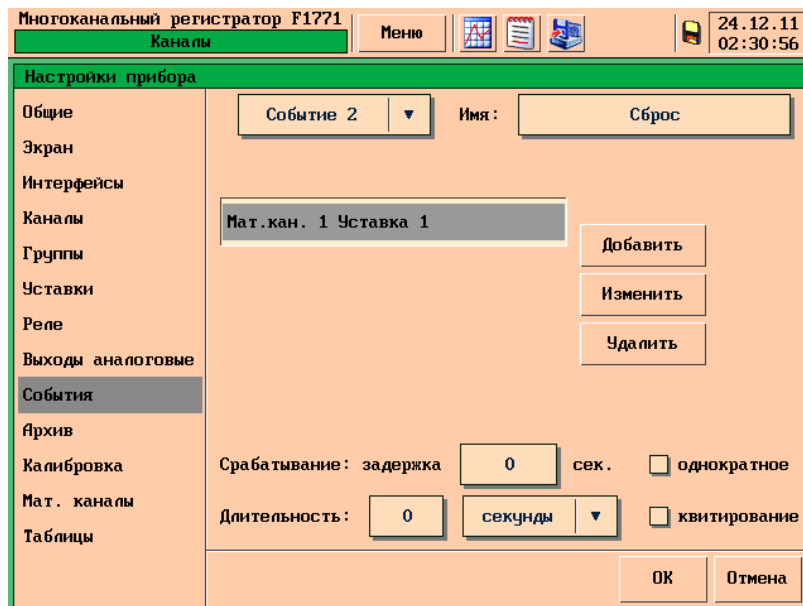 Многоканальный регистратор F1771
Каналы
Меню
24.12.11
02:30:56
Настройки прибора
Общие
Экран
Интерфейсы
Каналы
Группы
Уставки
Реле
Выходы аналоговые
События
Архив
Калибровка
Мат. каналы
Таблицы
Событие 2
Имя:
Сброс
Мат.кан. 1 Уставка 1
Добавить
Изменить
Удалить
Срабатывание: задержка 0 сек. однократное
Длительность: 0 секунды квитирование
ОК
Отмена